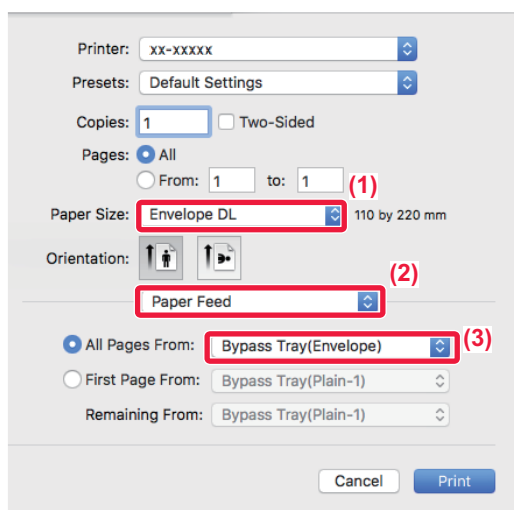 Printer: xx-xxxxx
Presets: Default Settings
Copies: 1 Two-Sided
Pages: All
From: 1 to: 1 (1)
Paper Size: Envelope DL 110 by 220 mm
Orientation:
(2)
Paper Feed
All Pages From: Bypass Tray(Envelope) (3)
First Page From: Bypass Tray(Plain-1)
Remaining From: Bypass Tray(Plain-1)
Cancel Print